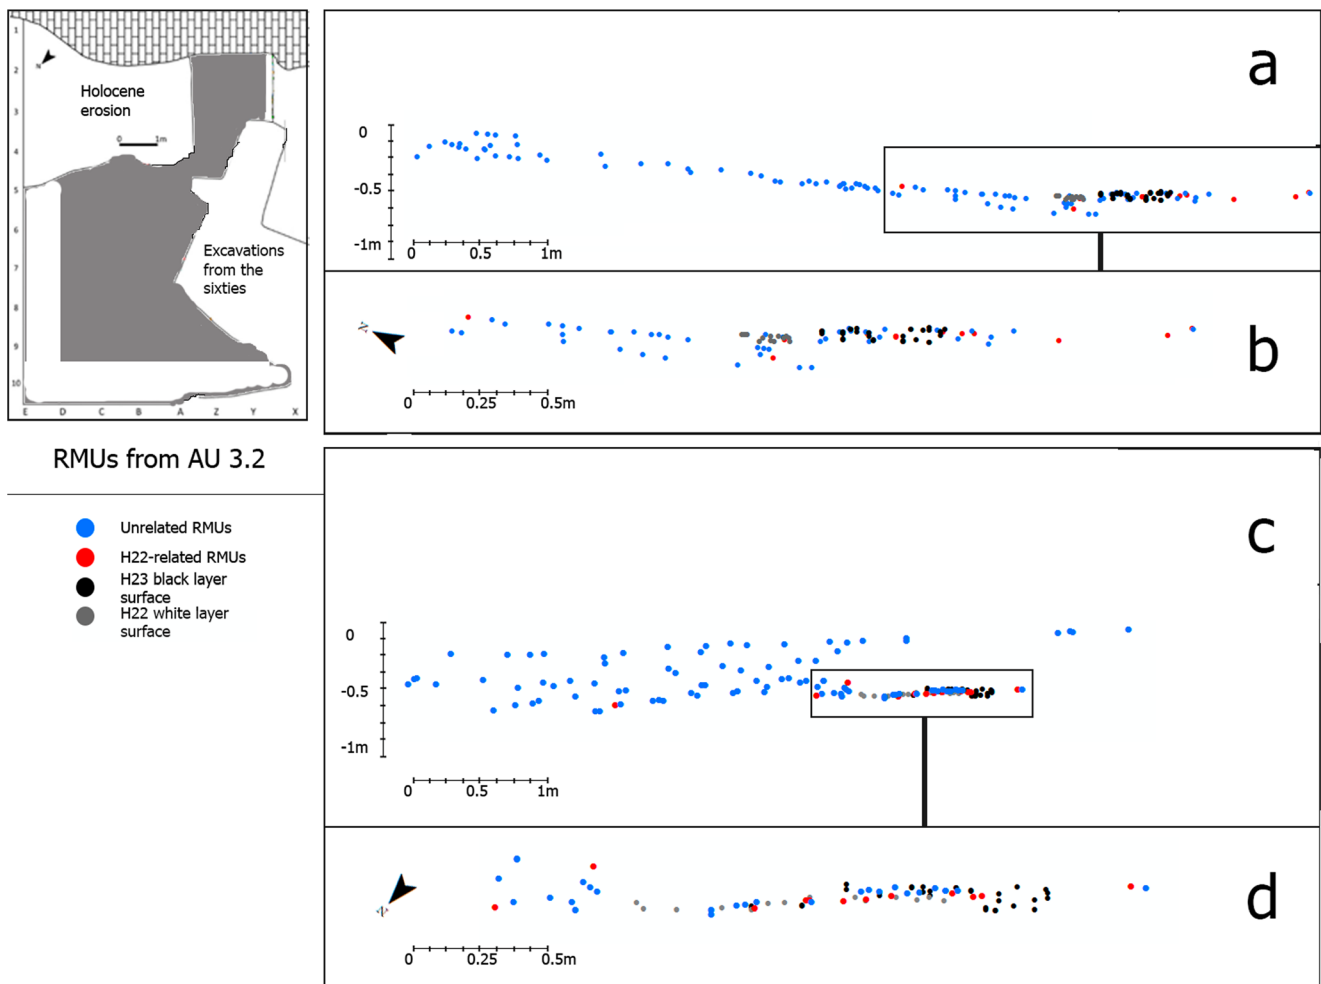 1
2
3
4
5
6
7
8
9
10
E D C B A Z Y X
N
Holocene
erosion
0 1m
Excavations
from the
sixties
RMUs from AU 3.2
Unrelated RMUs
H22-related RMUs
H23 black layer
surface
H22 white layer
surface
a
0
-0.5
-1m
0 0.5 1m
b
0 0.25 0.5m
c
0
-0.5
-1m
0 0.5 1m
d
0 0.25 0.5m